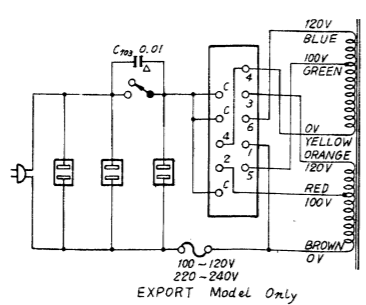 120V
BLUE
C103 0.01
100V
GREEN
4
C
3
C
6
0V
YELLOW
4
1
ORANGE
120V
2
5
RED
C
100V
BROWN
0V
100~120V
220~240V
EXPORT Model Only